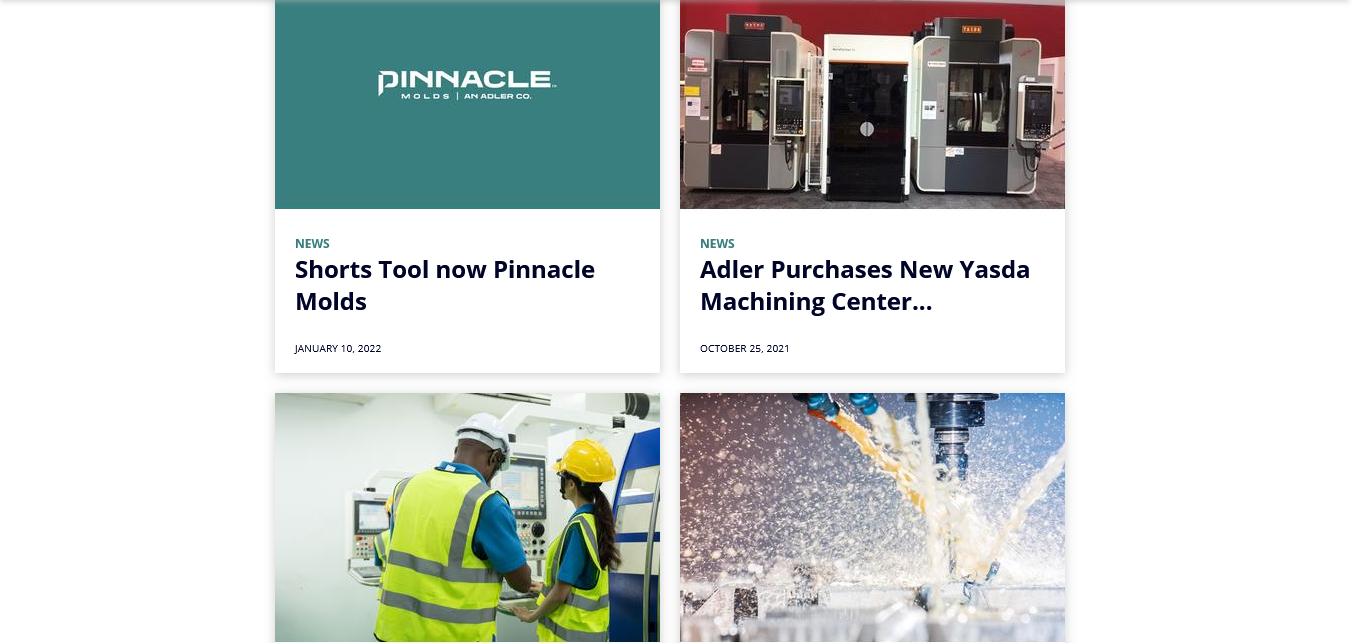 PINNACLE
MOLDS | AN ADLER CO.
YASDA
NEWS
Shorts Tool now Pinnacle
Molds
JANUARY 10, 2022
NEWS
Adler Purchases New Yasda
Machining Center...
OCTOBER 25, 2021